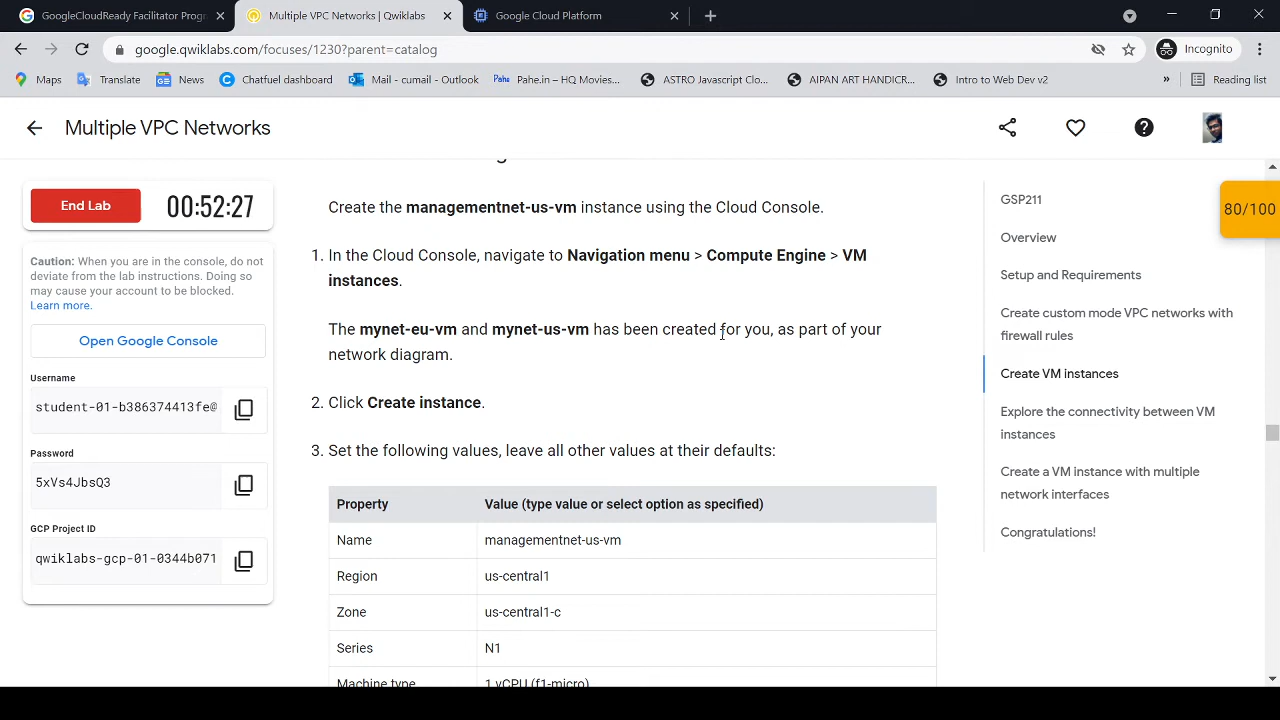 GoogleCloudReady Facilitator Progr
Multiple VPC Networks | Qwiklabs
Google Cloud Platform
google.qwiklabs.com/focuses/1230?parent=catalog
Incognito
Maps
Translate
News
Chatfuel dashboard
Mail - cumail - Outlook
Pahe.in – HQ Movies...
ASTRO Javascript Clo...
AIPAN ART:HANDICR...
Intro to Web Dev v2
»
Reading list
Multiple VPC Networks
End Lab
00:52:27
Caution: When you are in the console, do not
deviate from the lab instructions. Doing so
may cause your account to be blocked.
Learn more.
Open Google Console
Username
student-01-b386374413fe@
Password
5xVs4JbsQ3
GCP Project ID
qwiklabs-gcp-01-0344b071
Create the managementnet-us-vm instance using the Cloud Console.
1. In the Cloud Console, navigate to Navigation menu > Compute Engine > VM
instances.
The mynet-eu-vm and mynet-us-vm has been created for you, as part of your
network diagram.
2. Click Create instance.
3. Set the following values, leave all other values at their defaults:
Property Value (type value or select option as specified)
Name managementnet-us-vm
Region us-central1
Zone us-central1-c
Series N1
Machine type 1 vCPU (f1-micro)
80/100
GSP211
Overview
Setup and Requirements
Create custom mode VPC networks with
firewall rules
Create VM instances
Explore the connectivity between VM
instances
Create a VM instance with multiple
network interfaces
Congratulations!